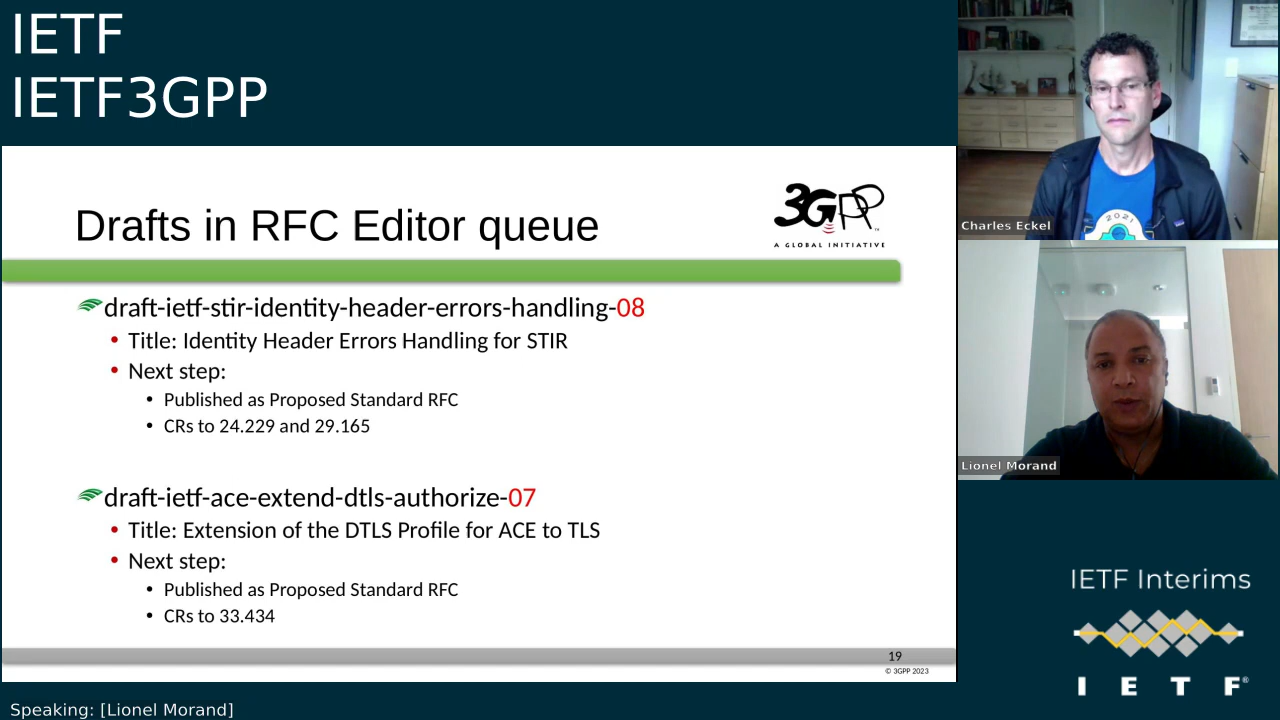 IETF
IETF3GPP
Drafts in RFC Editor queue
3GPP
™
A GLOBAL INITIATIVE
draft-ietf-stir-identity-header-errors-handling-08
• Title: Identity Header Errors Handling for STIR
• Next step:
• Published as Proposed Standard RFC
• CRs to 24.229 and 29.165
draft-ietf-ace-extend-dtls-authorize-07
• Title: Extension of the DTLS Profile for ACE to TLS
• Next step:
• Published as Proposed Standard RFC
• CRs to 33.434
19
© 3GPP 2023
2021
Charles Eckel
Lionel Morand
IETF Interims
I E T F®
Speaking: [Lionel Morand]